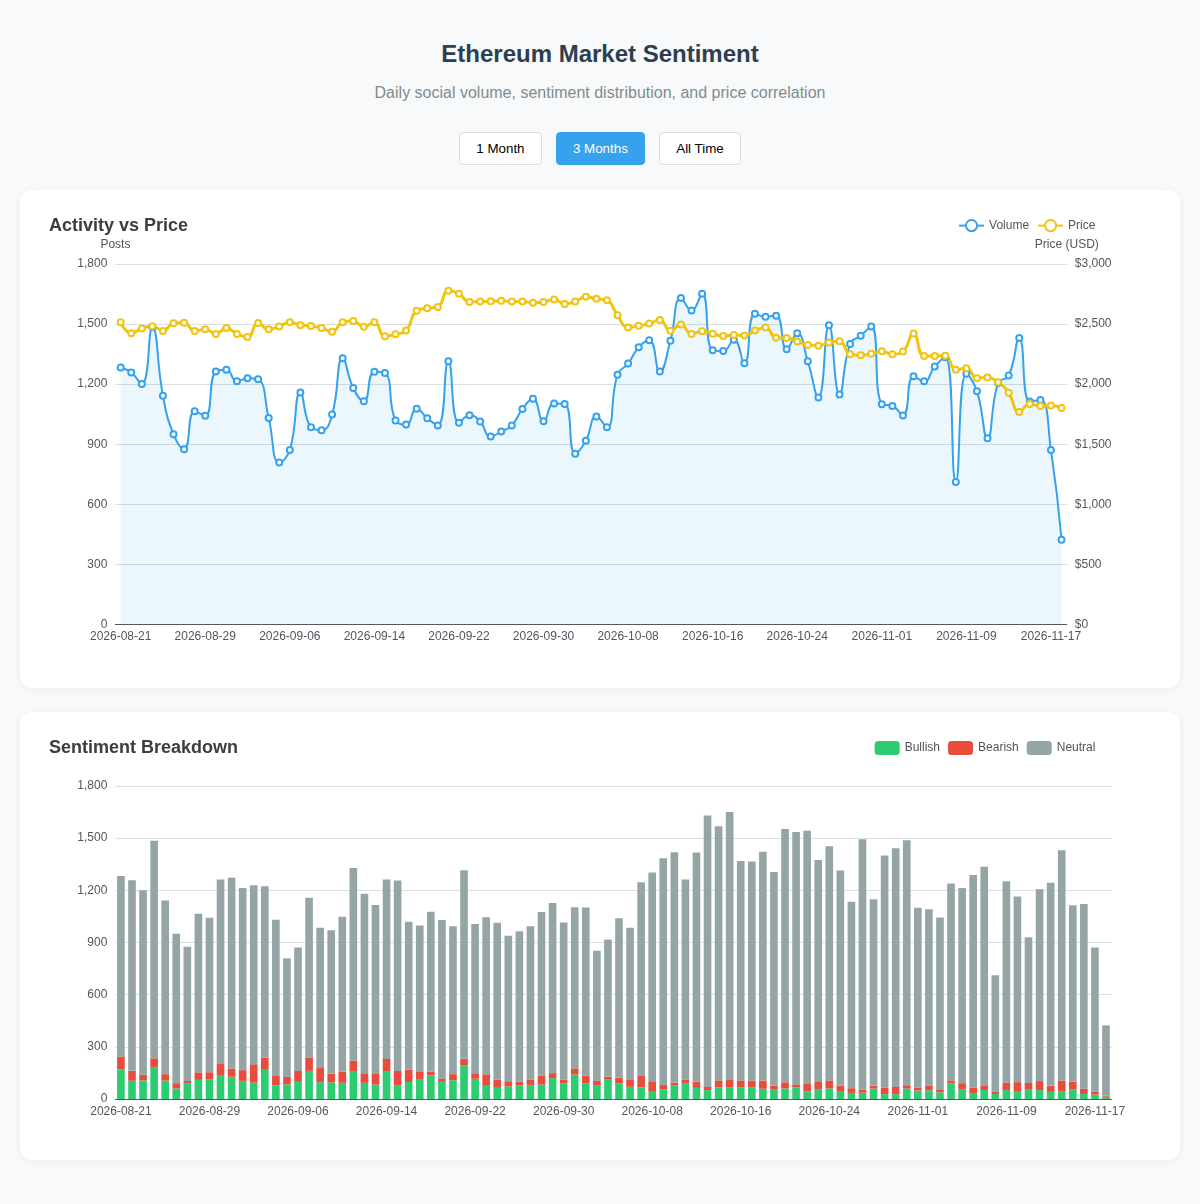 Ethereum Market Sentiment
Daily social volume, sentiment distribution, and price correlation
1 Month 3 Months All Time
Activity vs Price
Volume Price
Posts Price (USD)
1,800 $3,000
1,500 $2,500
1,200 $2,000
900 $1,500
600 $1,000
300 $500
0 $0
2026-08-21 2026-08-29 2026-09-06 2026-09-14 2026-09-22 2026-09-30 2026-10-08 2026-10-16 2026-10-24 2026-11-01 2026-11-09 2026-11-17
Sentiment Breakdown
Bullish Bearish Neutral
1,800
1,500
1,200
900
600
300
0
2026-08-21 2026-08-29 2026-09-06 2026-09-14 2026-09-22 2026-09-30 2026-10-08 2026-10-16 2026-10-24 2026-11-01 2026-11-09 2026-11-17